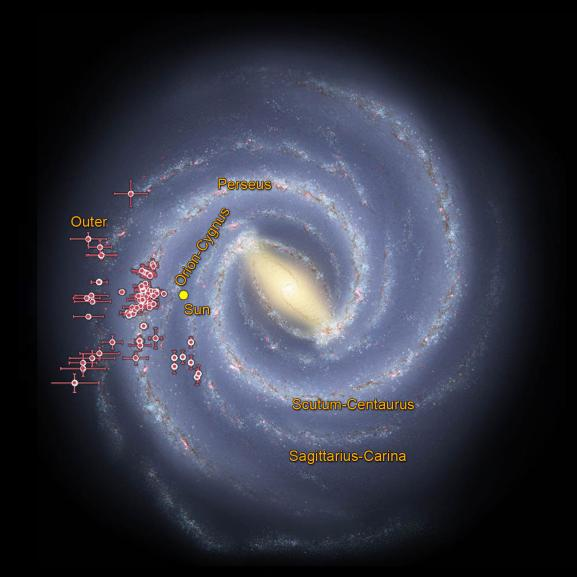 Perseus
Outer
Orion-Cygnus
Sun
Scutum-Centaurus
Sagittarius-Carina